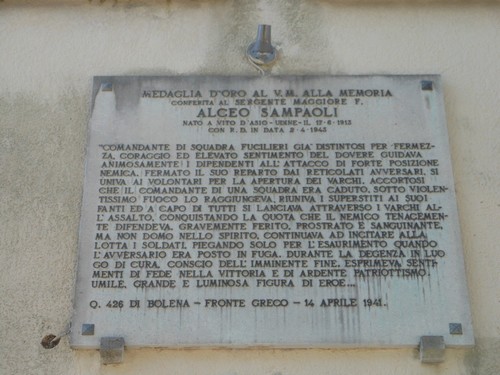 MEDAGLIA D'ORO AL V.M. ALLA MEMORIA
CONFERITA AL SERGENTE MAGGIORE F.
ALCEO SAMPAOLI
NATO A VITO D'ASIO - UDINE - IL 17-6-1913
CON R.D. IN DATA 2-4-1943
"COMANDANTE DI SQUADRA FUCILIERI GIA' DISTINTOSI PER FERMEZ-
ZA, CORAGGIO ED ELEVATO SENTIMENTO DEL DOVERE GUIDAVA
ANIMOSAMENTE I DIPENDENTI ALL'ATTACCO DI FORTE POSIZIONE
NEMICA. FERMATO IL SUO REPARTO DAI RETICOLATI AVVERSARI, SI
UNIVA AI VOLONTARI PER LA APERTURA DEI VARCHI. ACCORTOSI
CHE IL COMANDANTE DI UNA SQUADRA ERA CADUTO, SOTTO VIOLEN-
TISSIMO FUOCO LO RAGGIUNGEVA, RIUNIVA I SUPERSTITI AI SUOI
FANTI ED A CAPO DI TUTTI SI LANCIAVA ATTRAVERSO I VARCHI AL-
L'ASSALTO, CONQUISTANDO LA QUOTA CHE IL NEMICO TENACEMEN-
TE DIFENDEVA. GRAVEMENTE FERITO, PROSTRATO E SANGUINANTE,
MA NON DOMO NELLO SPIRITO, CONTINUAVA AD INCITARE ALLA
LOTTA I SOLDATI, PIEGANDO SOLO PER L'ESAURIMENTO QUANDO
L'AVVERSARIO ERA POSTO IN FUGA. DURANTE LA DEGENZA IN LUO
GO DI CURA, CONSCIO DELL'IMMINENTE FINE, ESPRIMEVA SENTI-
MENTI DI FEDE NELLA VITTORIA E DI ARDENTE PATRIOTTISMO.
UMILE, GRANDE E LUMINOSA FIGURA DI EROE...
Q. 426 DI BOLENA - FRONTE GRECO - 14 APRILE 1941.